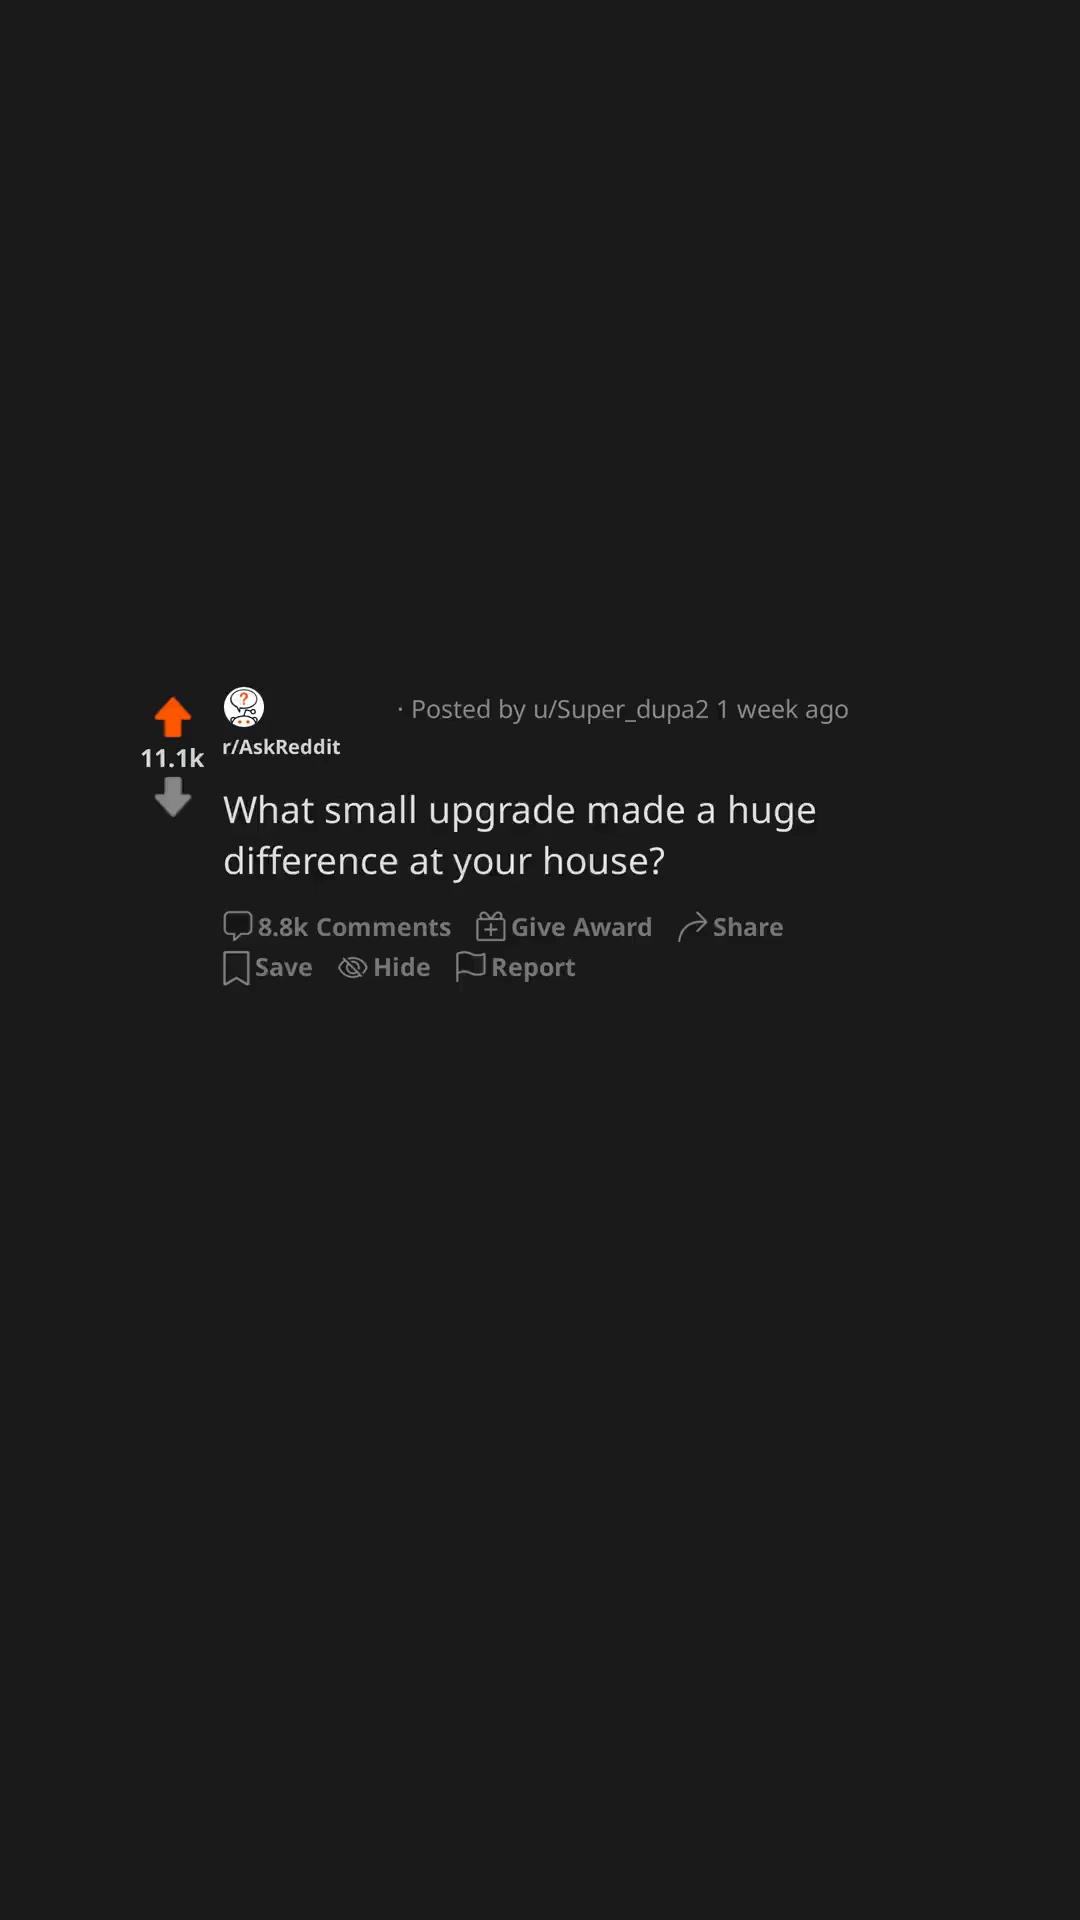 · Posted by u/Super_dupa2 1 week ago
r/AskReddit
11.1k
What small upgrade made a huge
difference at your house?
8.8k Comments Give Award Share
Save Hide Report